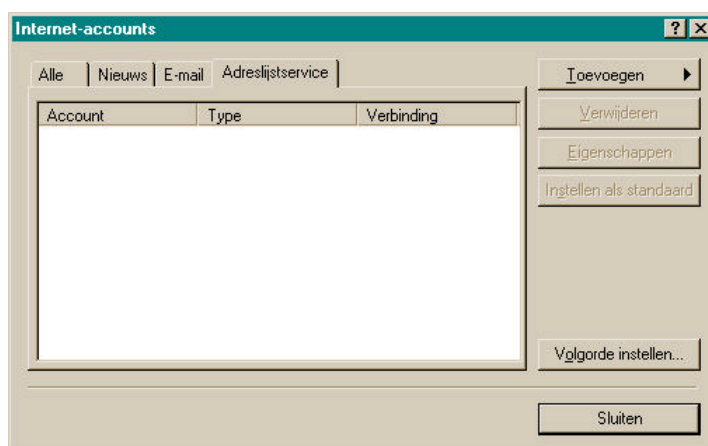 Internet-accounts
Alle Nieuws E-mail Adreslijstservice
Account Type Verbinding
Toevoegen
Verwijderen
Eigenschappen
Instellen als standaard
Volgorde instellen...
Sluiten